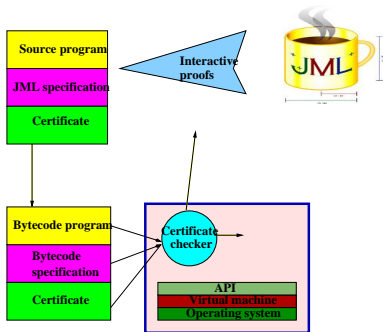 Source program
JML specification
Certificate
Interactive
proofs
JML
Bytecode program
Bytecode
specification
Certificate
Certificate
checker
API
Virtual machine
Operating system